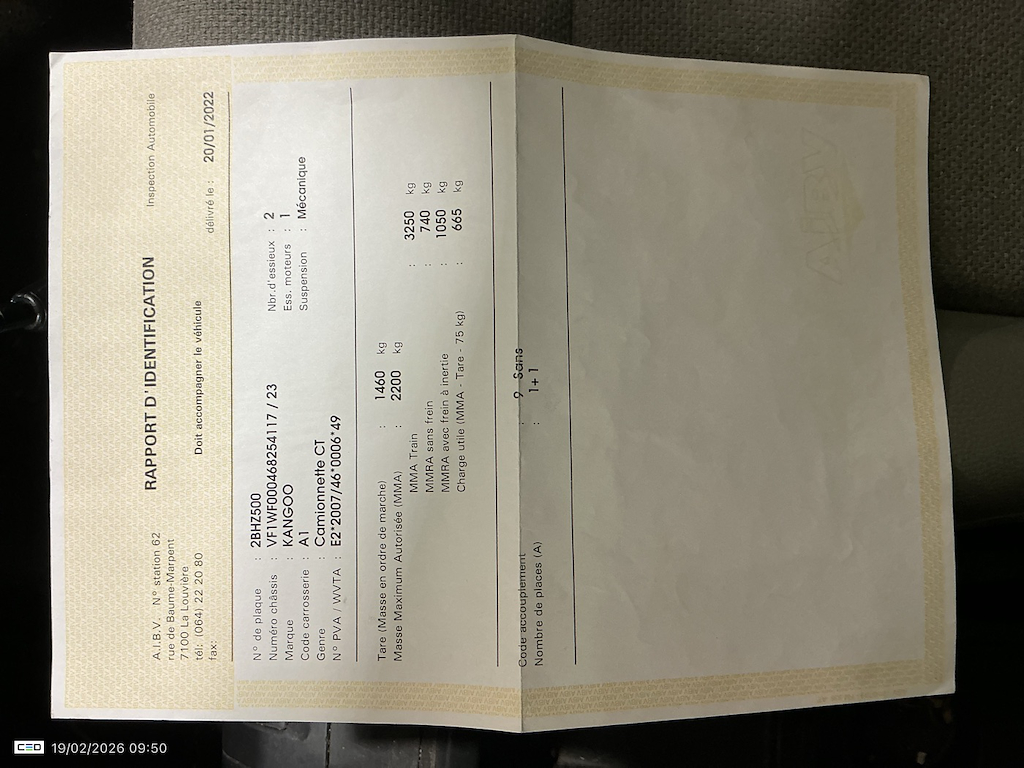 A.I.B.V. N° station 62
rue de Baume-Marpent
7100 La Louvière
tél: (064) 22 20 80
fax:
RAPPORT D'IDENTIFICATION
Doit accompagner le véhicule
Inspection Automobile
délivré le : 20/01/2022
N° de plaque : 2BHZ500
Numéro châssis : VF1WF000468254117 / 23
Marque : KANGOO
Code carrosserie : A1
Genre : Camionnette CT
N° PVA / WVTA : E2*2007/46*0006*49
Nbr.d'essieux : 2
Ess. moteurs : 1
Suspension : Mécanique
Tare (Masse en ordre de marche) : 1460 kg
Masse Maximum Autorisée (MMA) : 2200 kg
MMA Train : 3250 kg
MMRA sans frein : 740 kg
MMRA avec frein à inertie : 1050 kg
Charge utile (MMA - Tare - 75 kg) : 665 kg
Code accouplement : 9 Sans
Nombre de places (A) : 1+1
AIBV
CEO 19/02/2026 09:50